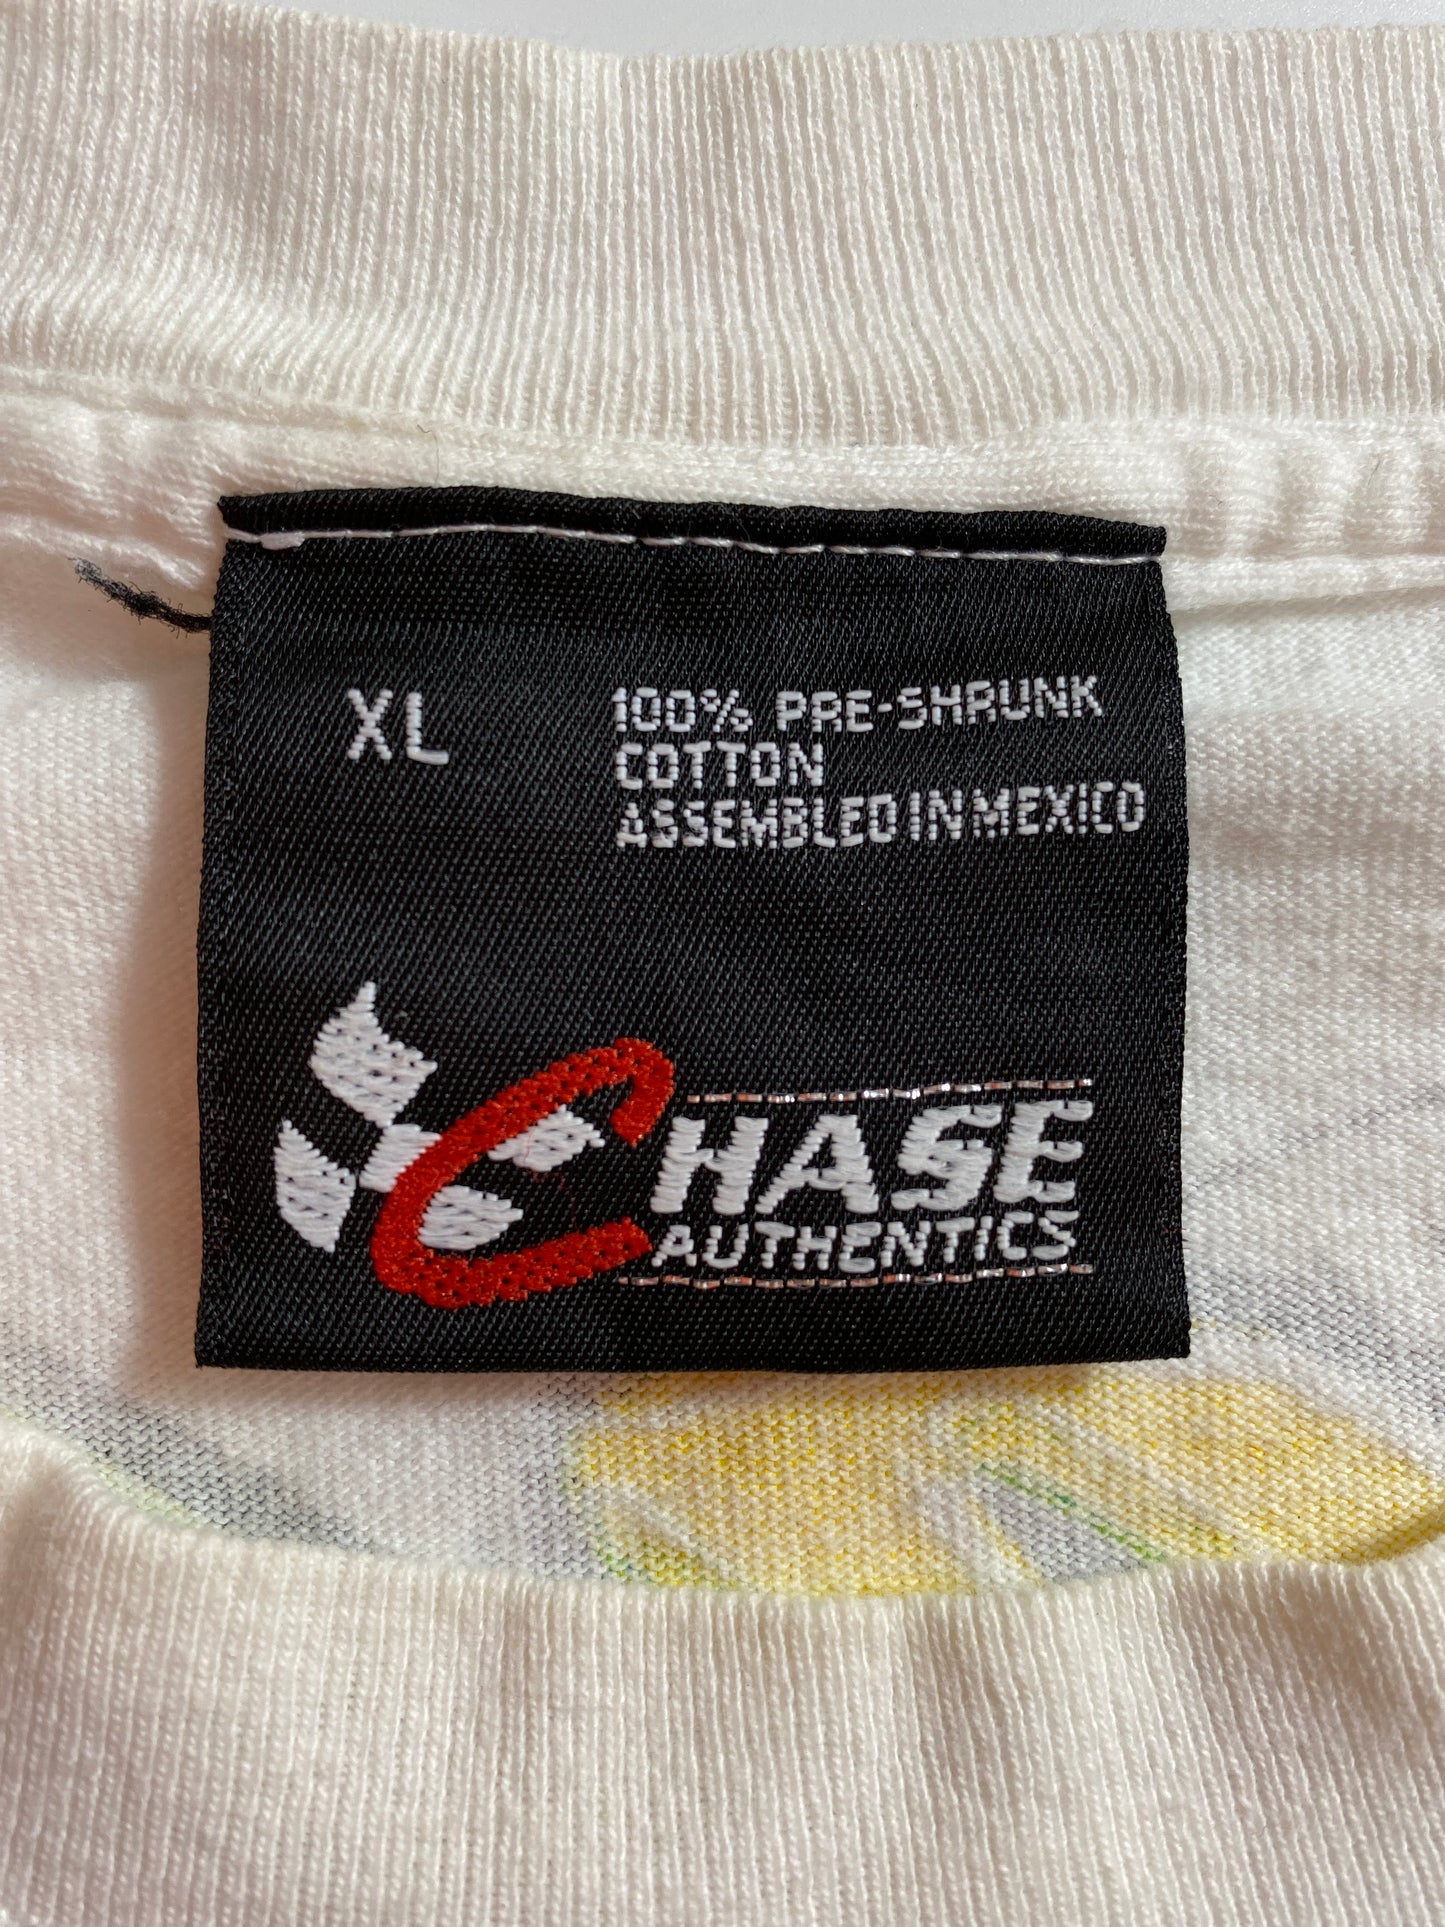 XL
100% PRE-SHRUNK
COTTON
ASSEMBLED IN MEXICO
CHASE
AUTHENTICS